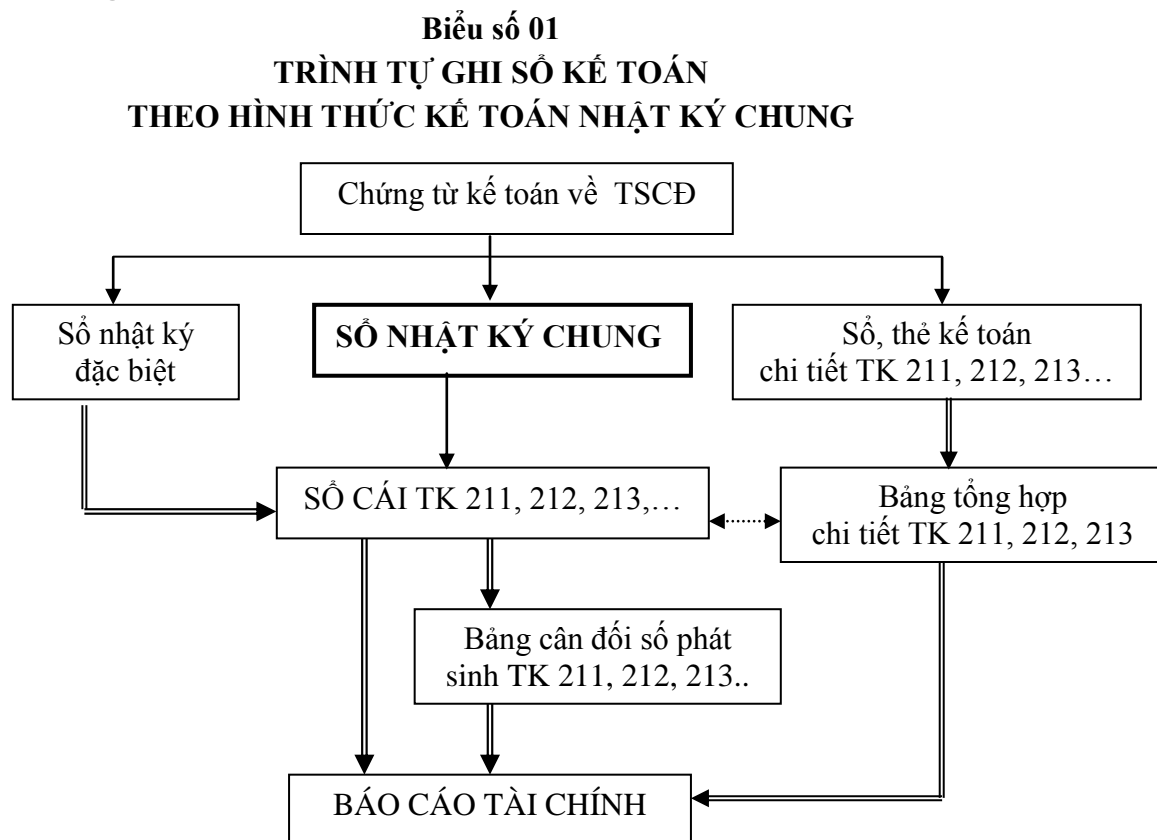 Biểu số 01
TRÌNH TỰ GHI SỔ KẾ TOÁN
THEO HÌNH THỨC KẾ TOÁN NHẬT KÝ CHUNG
Chứng từ kế toán về TSCĐ
Sổ nhật ký
đặc biệt
SỔ NHẬT KÝ CHUNG
Sổ, thẻ kế toán
chi tiết TK 211, 212, 213…
SỔ CÁI TK 211, 212, 213,…
Bảng tổng hợp
chi tiết TK 211, 212, 213
Bảng cân đối số phát
sinh TK 211, 212, 213..
BÁO CÁO TÀI CHÍNH